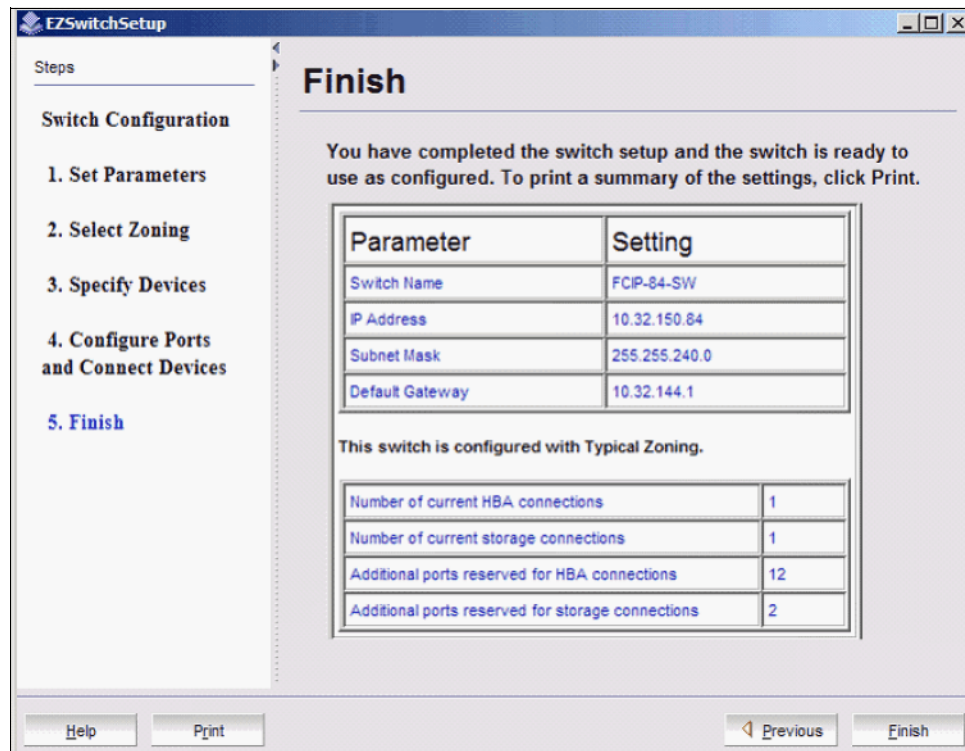 EZSwitchSetup
Steps
Switch Configuration
1. Set Parameters
2. Select Zoning
3. Specify Devices
4. Configure Ports
and Connect Devices
5. Finish
Finish
You have completed the switch setup and the switch is ready to
use as configured. To print a summary of the settings, click Print.
Parameter Setting
Switch Name FCIP-84-SW
IP Address 10.32.150.84
Subnet Mask 255.255.240.0
Default Gateway 10.32.144.1
This switch is configured with Typical Zoning.
Number of current HBA connections 1
Number of current storage connections 1
Additional ports reserved for HBA connections 12
Additional ports reserved for storage connections 2
Help Print Previous Finish